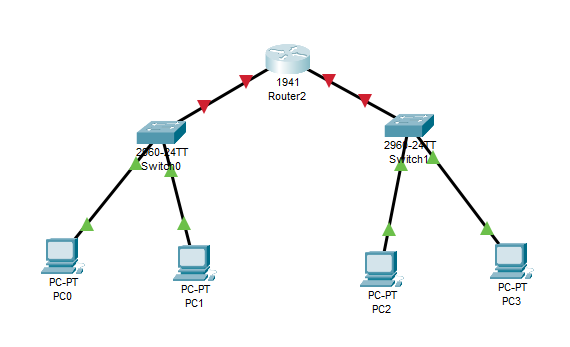 1941
Router2
2960-24TT
Switch0
2960-24TT
Switch1
PC-PT
PC0
PC-PT
PC1
PC-PT
PC2
PC-PT
PC3